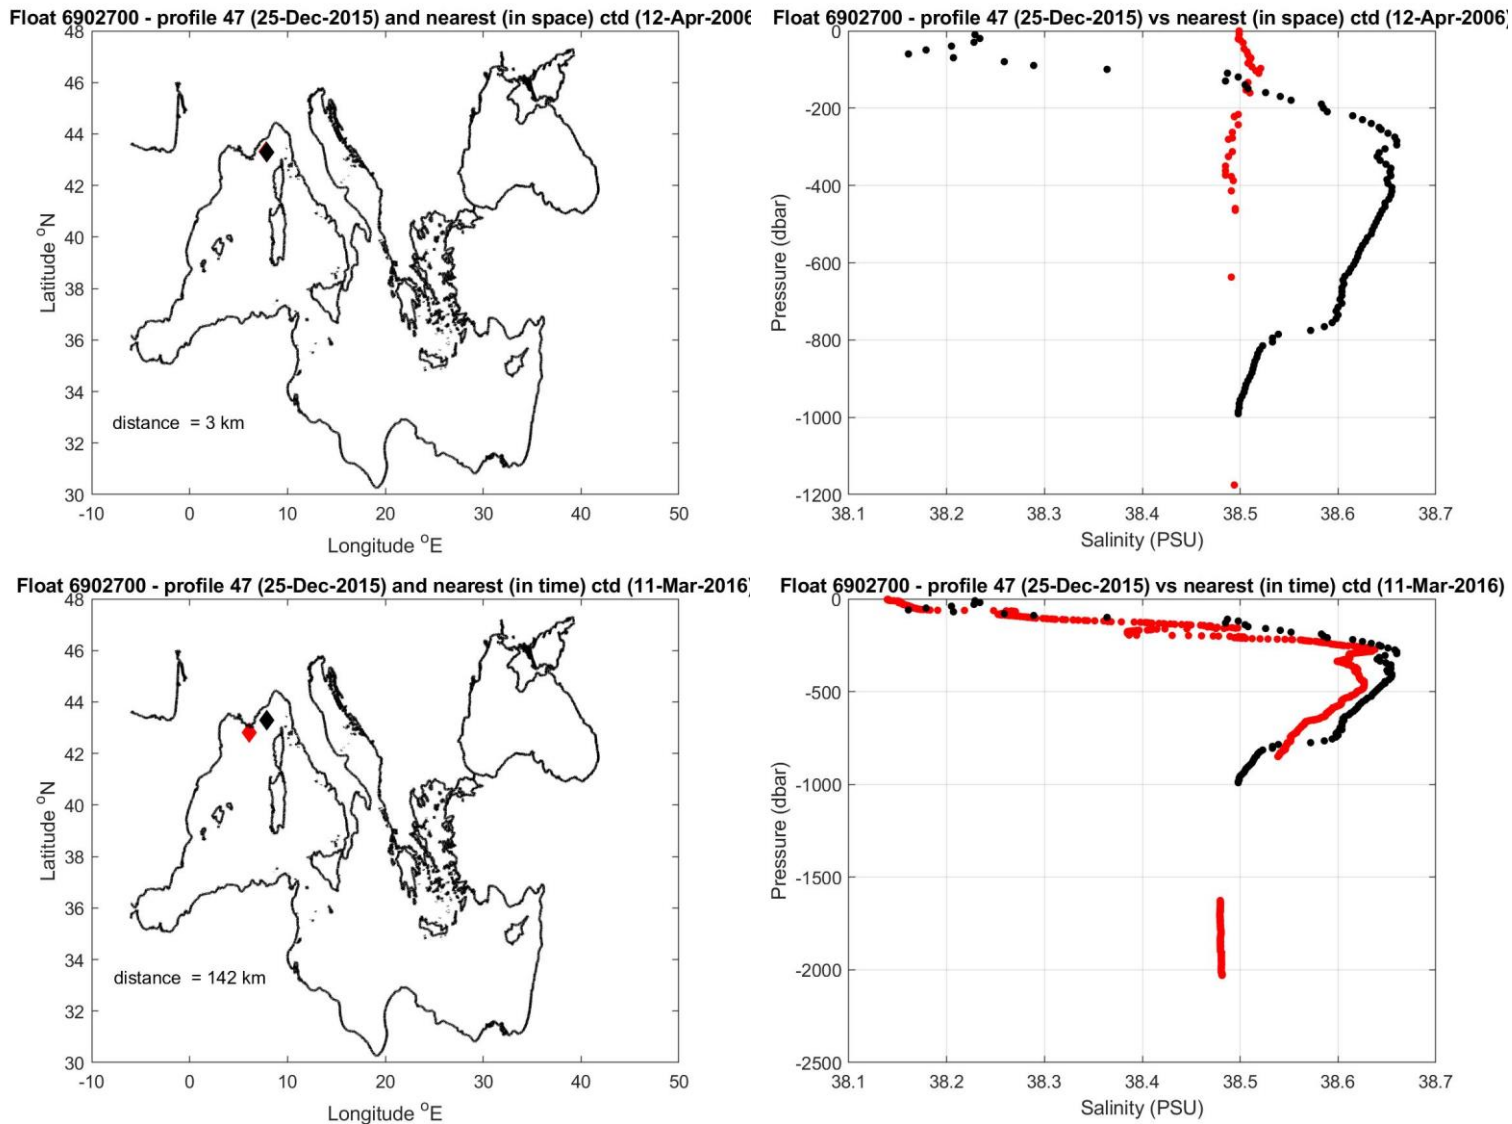 Float 6902700 - profile 47 (25-Dec-2015) and nearest (in space) ctd (12-Apr-2006
48
46
44
42
40
38
36
34
32
30
Latitude °N
distance = 3 km
-10 0 10 20 30 40 50
Longitude °E
Float 6902700 - profile 47 (25-Dec-2015) vs nearest (in space) ctd (12-Apr-2006)
0
-200
-400
-600
-800
-1000
-1200
Pressure (dbar)
38.1 38.2 38.3 38.4 38.5 38.6 38.7
Salinity (PSU)
Float 6902700 - profile 47 (25-Dec-2015) and nearest (in time) ctd (11-Mar-2016)
48
46
44
42
40
38
36
34
32
30
Latitude °N
distance = 142 km
-10 0 10 20 30 40 50
Longitude °E
Float 6902700 - profile 47 (25-Dec-2015) vs nearest (in time) ctd (11-Mar-2016)
0
-500
-1000
-1500
-2000
-2500
Pressure (dbar)
38.1 38.2 38.3 38.4 38.5 38.6 38.7
Salinity (PSU)